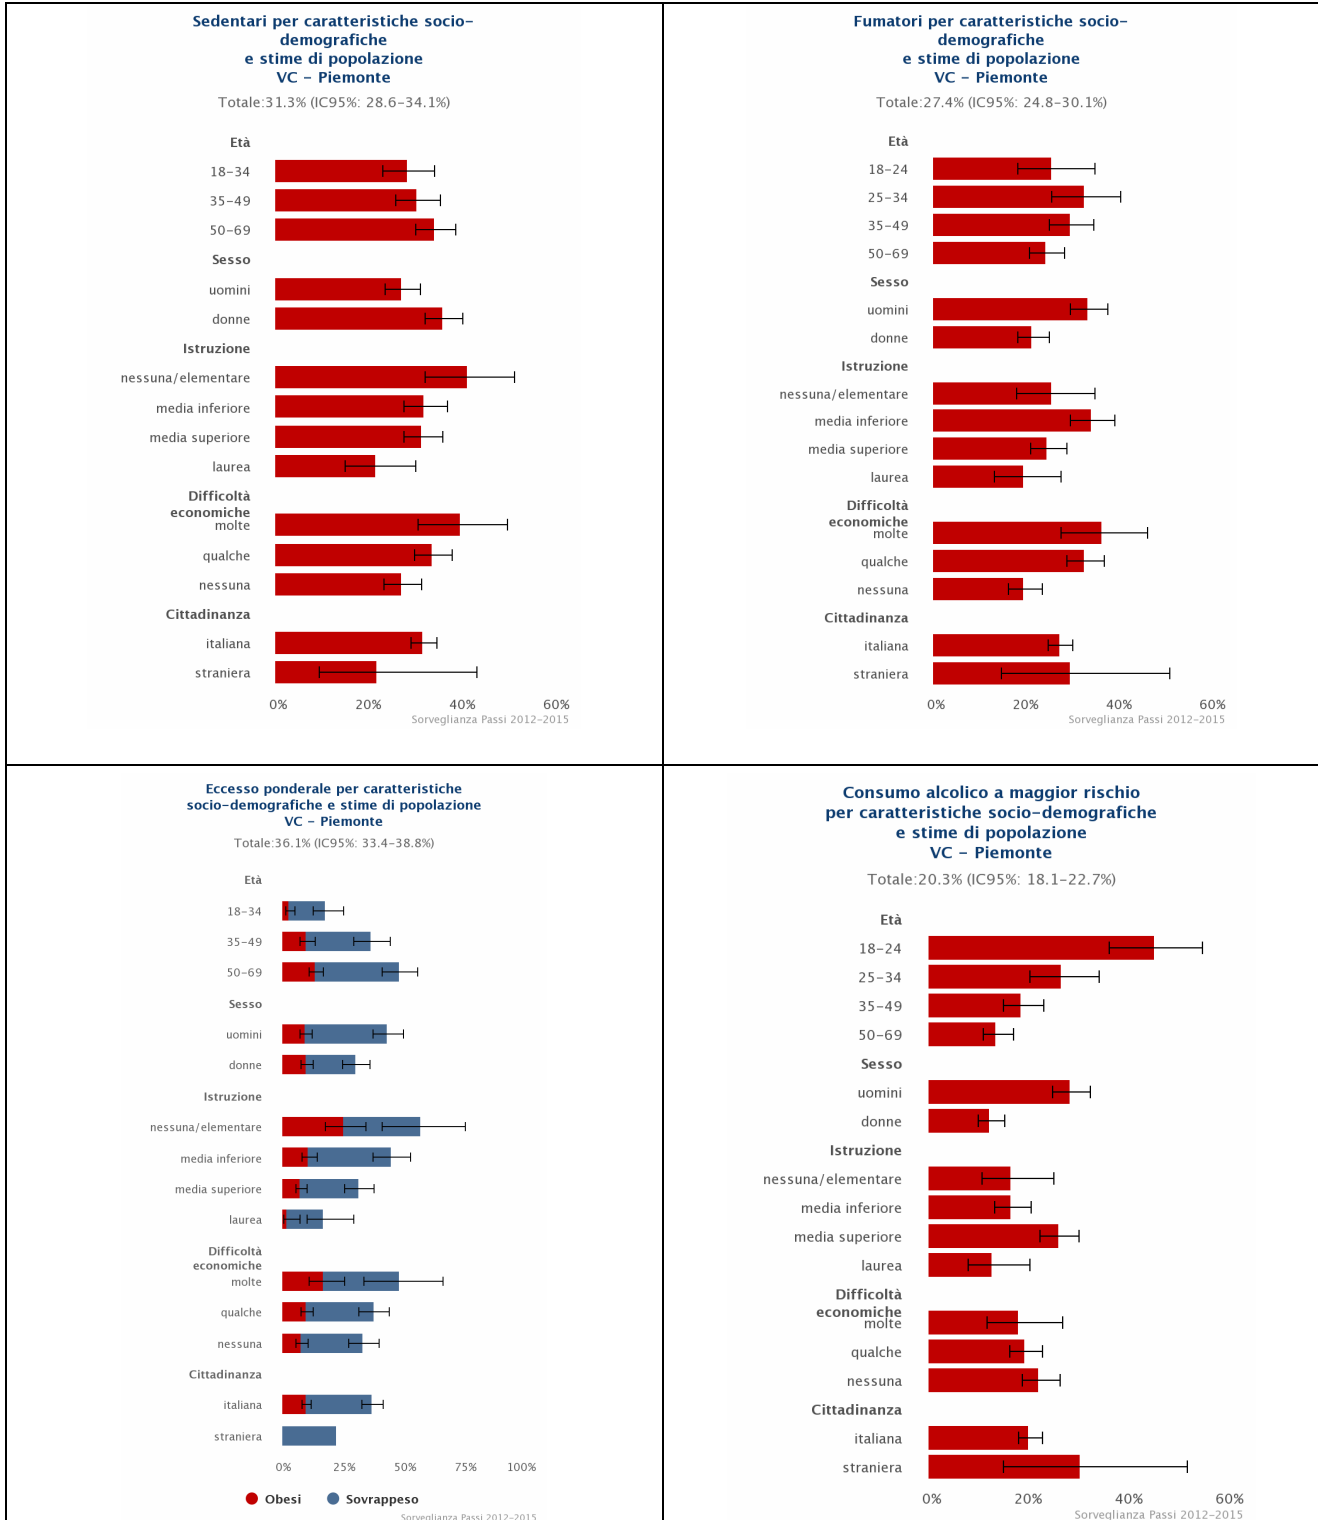 Sedentari per caratteristiche socio-
demografiche
e stime di popolazione
VC - Piemonte
Totale:31.3% (IC95%: 28.6-34.1%)
Età
18-34
35-49
50-69
Sesso
uomini
donne
Istruzione
nessuna/elementare
media inferiore
media superiore
laurea
Difficoltà
economiche
molte
qualche
nessuna
Cittadinanza
italiana
straniera
0% 20% 40% 60%
Sorveglianza Passi 2012-2015
Fumatori per caratteristiche socio-
demografiche
e stime di popolazione
VC - Piemonte
Totale:27.4% (IC95%: 24.8-30.1%)
Età
18-24
25-34
35-49
50-69
Sesso
uomini
donne
Istruzione
nessuna/elementare
media inferiore
media superiore
laurea
Difficoltà
economiche
molte
qualche
nessuna
Cittadinanza
italiana
straniera
0% 20% 40% 60%
Sorveglianza Passi 2012-2015
Eccesso ponderale per caratteristiche
socio-demografiche e stime di popolazione
VC - Piemonte
Totale:36.1% (IC95%: 33.4-38.8%)
Età
18-34
35-49
50-69
Sesso
uomini
donne
Istruzione
nessuna/elementare
media inferiore
media superiore
laurea
Difficoltà
economiche
molte
qualche
nessuna
Cittadinanza
italiana
straniera
0% 25% 50% 75% 100%
Obesi Sovrappeso
Sorveglianza Passi 2012-2015
Consumo alcolico a maggior rischio
per caratteristiche socio-demografiche
e stime di popolazione
VC - Piemonte
Totale:20.3% (IC95%: 18.1-22.7%)
Età
18-24
25-34
35-49
50-69
Sesso
uomini
donne
Istruzione
nessuna/elementare
media inferiore
media superiore
laurea
Difficoltà
economiche
molte
qualche
nessuna
Cittadinanza
italiana
straniera
0% 20% 40% 60%
Sorveglianza Passi 2012-2015